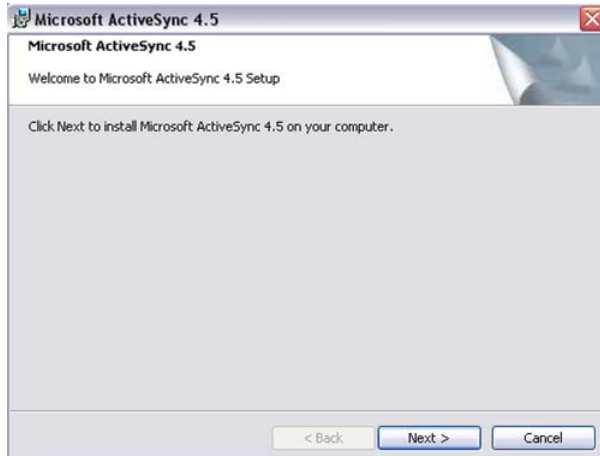 Microsoft ActiveSync 4.5
Microsoft ActiveSync 4.5
Welcome to Microsoft ActiveSync 4.5 Setup
Click Next to install Microsoft ActiveSync 4.5 on your computer.
< Back Next > Cancel